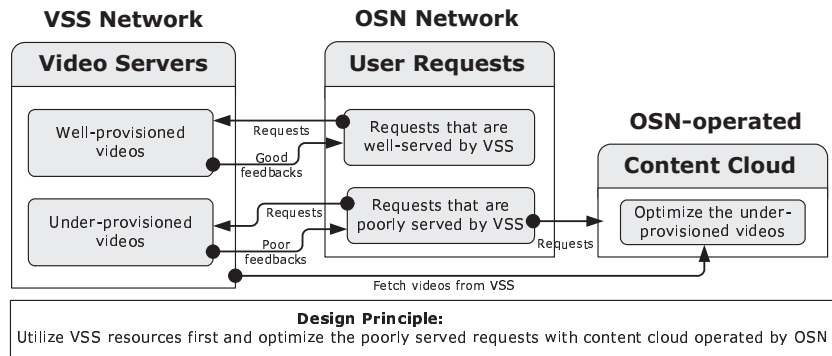 VSS Network
OSN Network
Video Servers
User Requests
Well-provisioned
videos
Requests
Good
feedbacks
Requests that are
well-served by VSS
OSN-operated
Content Cloud
Under-provisioned
videos
Requests
Poor
feedbacks
Requests that are
poorly served by VSS
Requests
Optimize the under-
provisioned videos
Fetch videos from VSS
Design Principle:
Utilize VSS resources first and optimize the poorly served requests with content cloud operated by OSN